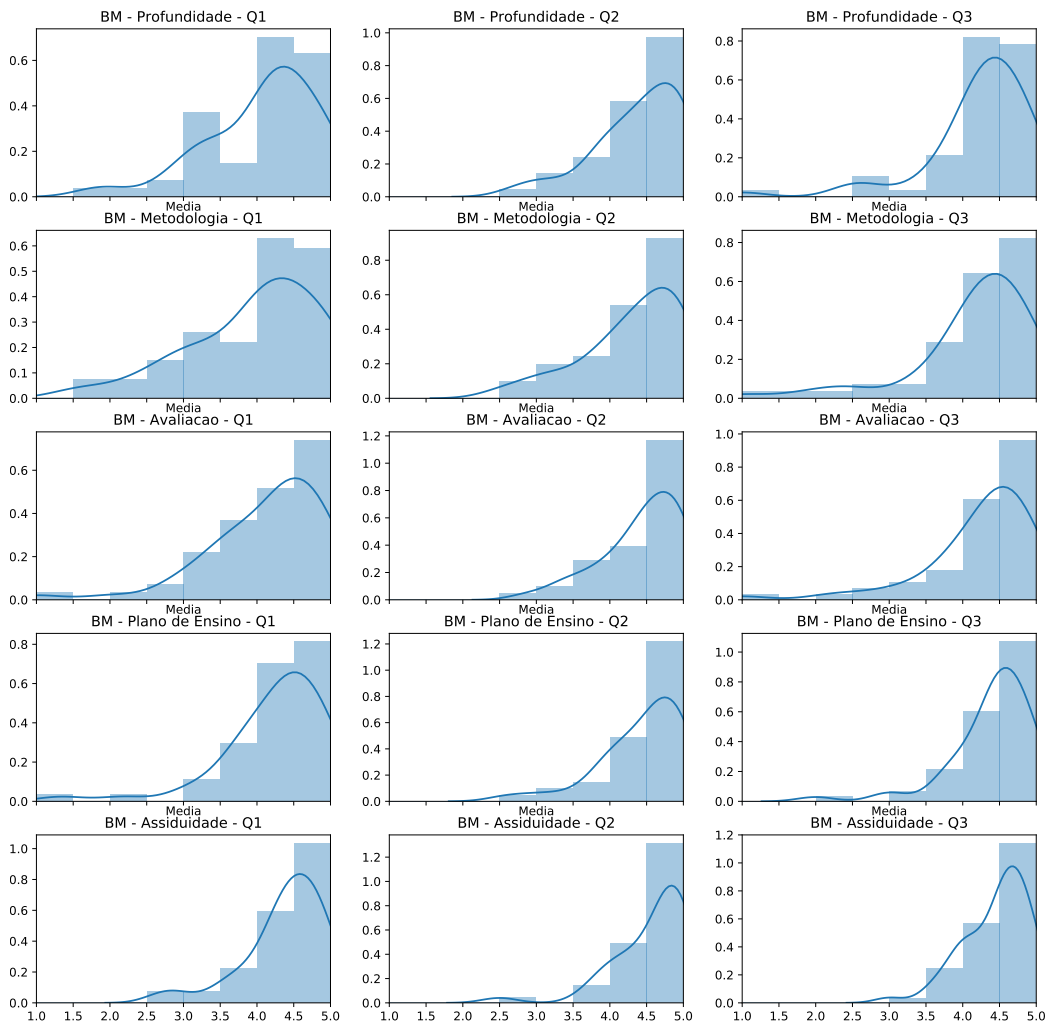 BM - Profundidade - Q1 BM - Profundidade - Q2 BM - Profundidade - Q3
0.6 1.0 0.8
0.4 0.8 0.6
0.2 0.6 0.4
0.0 0.4 0.2
0.2 0.0
0.0
Media Media Media
BM - Metodologia - Q1 BM - Metodologia - Q2 BM - Metodologia - Q3
0.6 0.8 0.8
0.5 0.6 0.6
0.4 0.4 0.4
0.3 0.2 0.2
0.2 0.0 0.0
0.1
0.0
Media Media Media
BM - Avaliacao - Q1 BM - Avaliacao - Q2 BM - Avaliacao - Q3
0.6 1.2 1.0
0.4 1.0 0.8
0.2 0.8 0.6
0.0 0.6 0.4
0.4 0.2
0.2 0.0
0.0
Media Media Media
BM - Plano de Ensino - Q1 BM - Plano de Ensino - Q2 BM - Plano de Ensino - Q3
0.8 1.2 1.0
0.6 1.0 0.8
0.4 0.8 0.6
0.2 0.6 0.4
0.0 0.4 0.2
0.2 0.0
0.0
Media Media Media
BM - Assiduidade - Q1 BM - Assiduidade - Q2 BM - Assiduidade - Q3
1.0 1.2 1.2
0.8 1.0 1.0
0.6 0.8 0.8
0.4 0.6 0.6
0.2 0.4 0.4
0.0 0.2 0.2
0.0 0.0
1.0 1.5 2.0 2.5 3.0 3.5 4.0 4.5 5.0 1.0 1.5 2.0 2.5 3.0 3.5 4.0 4.5 5.0 1.0 1.5 2.0 2.5 3.0 3.5 4.0 4.5 5.0